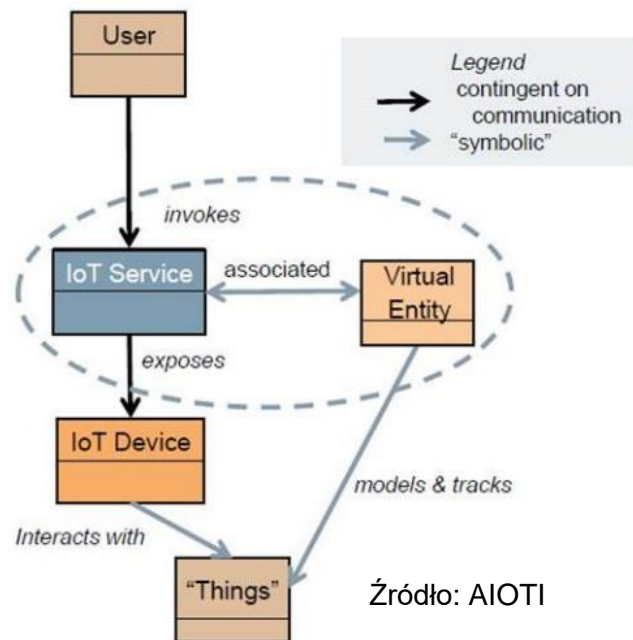 User
Legend
contingent on
communication
"symbolic"
invokes
IoT Service
associated
Virtual
Entity
exposes
IoT Device
models & tracks
Interacts with
"Things"
Źródło: AIOTI